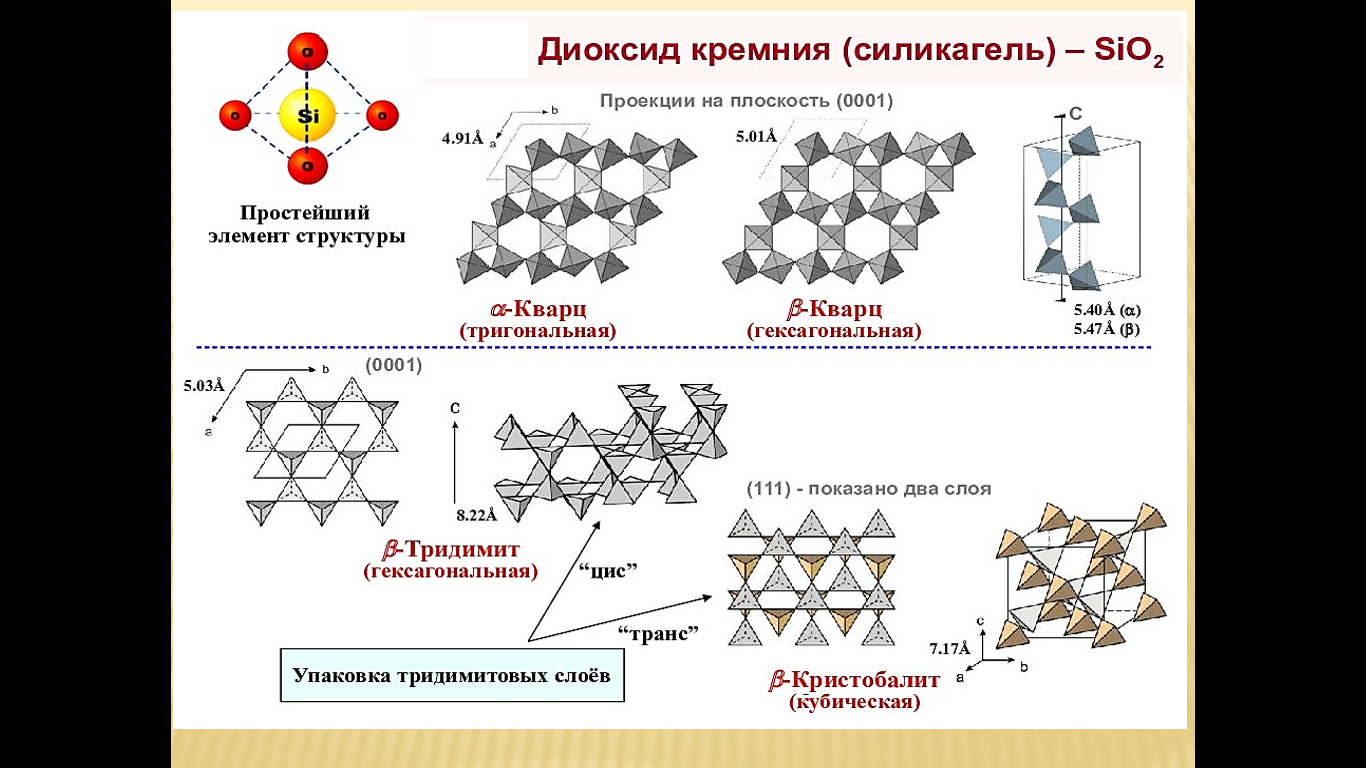 Диоксид кремния (силикагель) – SiO2
o
o
Si
o
o
Простейший
элемент структуры
Проекции на плоскость (0001)
b
4.91Å
a
5.01Å
C
α-Кварц
(тригональная)
β-Кварц
(гексагональная)
5.40Å (α)
5.47Å (β)
(0001)
b
5.03Å
a
C
8.22Å
β-Тридимит
(гексагональная)
“цис”
“транс”
Упаковка тридимитовых слоёв
(111) - показано два слоя
β-Кристобалит
(кубическая)
c
7.17Å
a
b